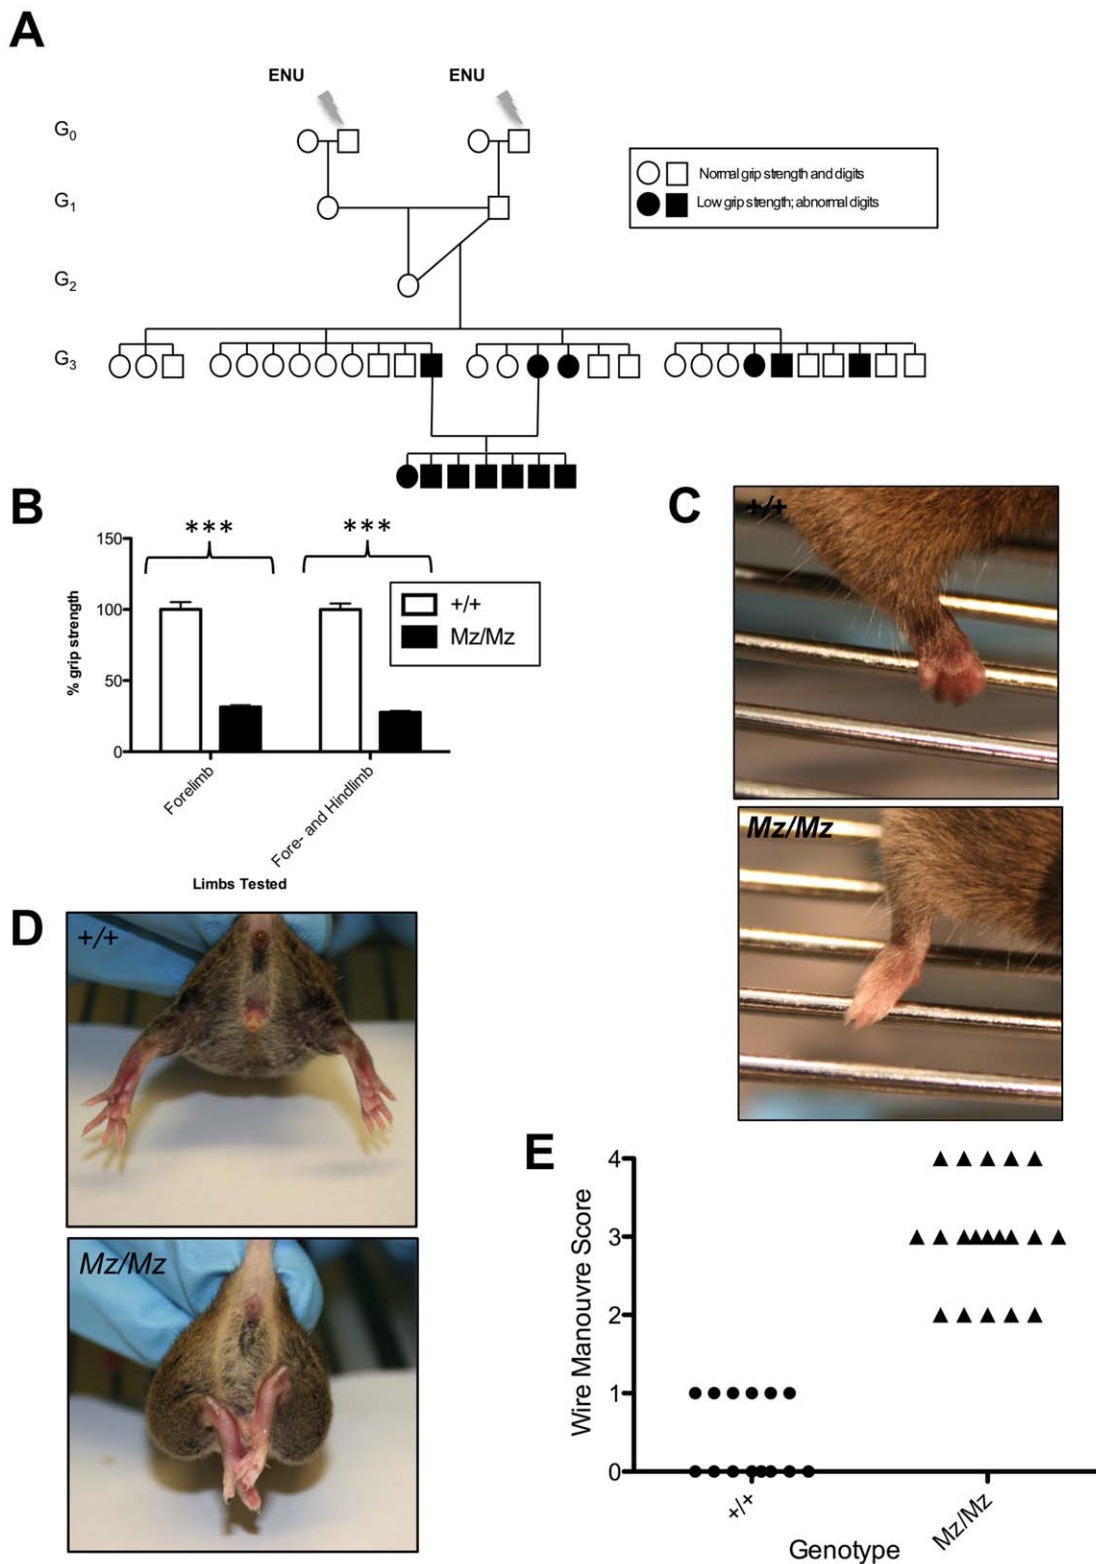 A
ENU ENU
G0
G1
G2
G3
Normal grip strength and digits
Low grip strength; abnormal digits
B
*** ***
150
100
50
0
% grip strength
+/+
Mz/Mz
Forelimb
Fore- and Hindlimb
Limbs Tested
C
+/+
Mz/Mz
D
+/+
Mz/Mz
E
Wire Manouvre Score
4
3
2
1
0
+/+
Mz/Mz
Genotype